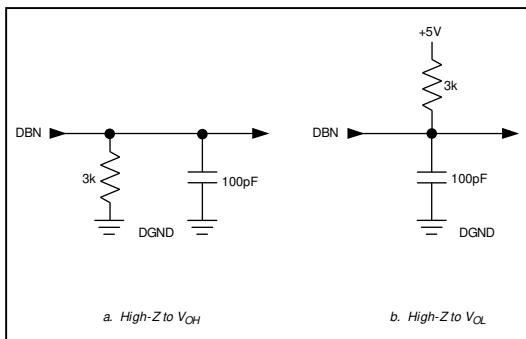 +5V
3k
DBN
DBN
3k
100pF
100pF
DGND
DGND
a. High-Z to VOH
b. High-Z to VOL